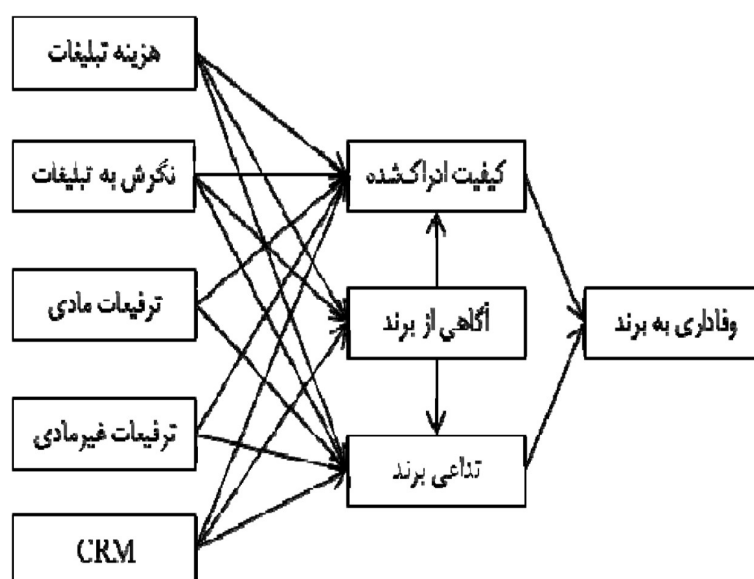 هزینه تبلیغات
نگرش به تبلیغات
ترفیعات مادی
ترفیعات غیرمادی
CRM
کیفیت ادراک‌شده
آگاهی از برند
تداعی برند
وفاداری به برند